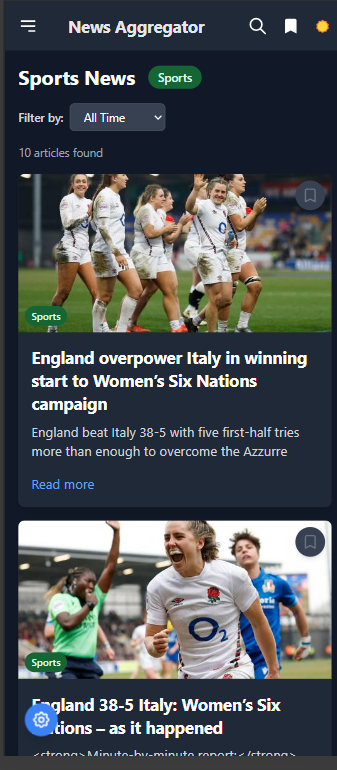 News Aggregator
Sports News Sports
Filter by: All Time
10 articles found
Sports
England overpower Italy in winning
start to Women’s Six Nations
campaign
England beat Italy 38-5 with five first-half tries
more than enough to overcome the Azzurre
Read more
O2
Sports
England 38-5 Italy: Women’s Six
Nations – as it happened
<strong>Minute-by-minute report:</strong>